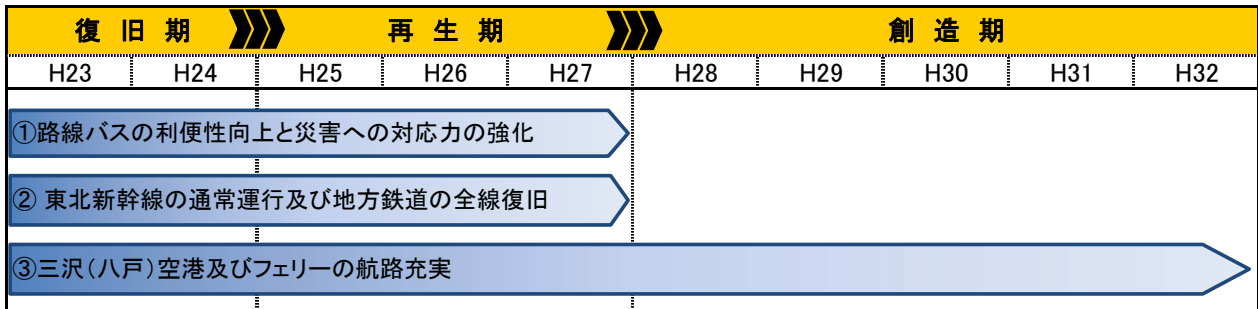 復旧期 再生期 創造期
H23 H24 H25 H26 H27 H28 H29 H30 H31 H32
①路線バスの利便性向上と災害への対応力の強化
② 東北新幹線の通常運行及び地方鉄道の全線復旧
③三沢(八戸)空港及びフェリーの航路充実